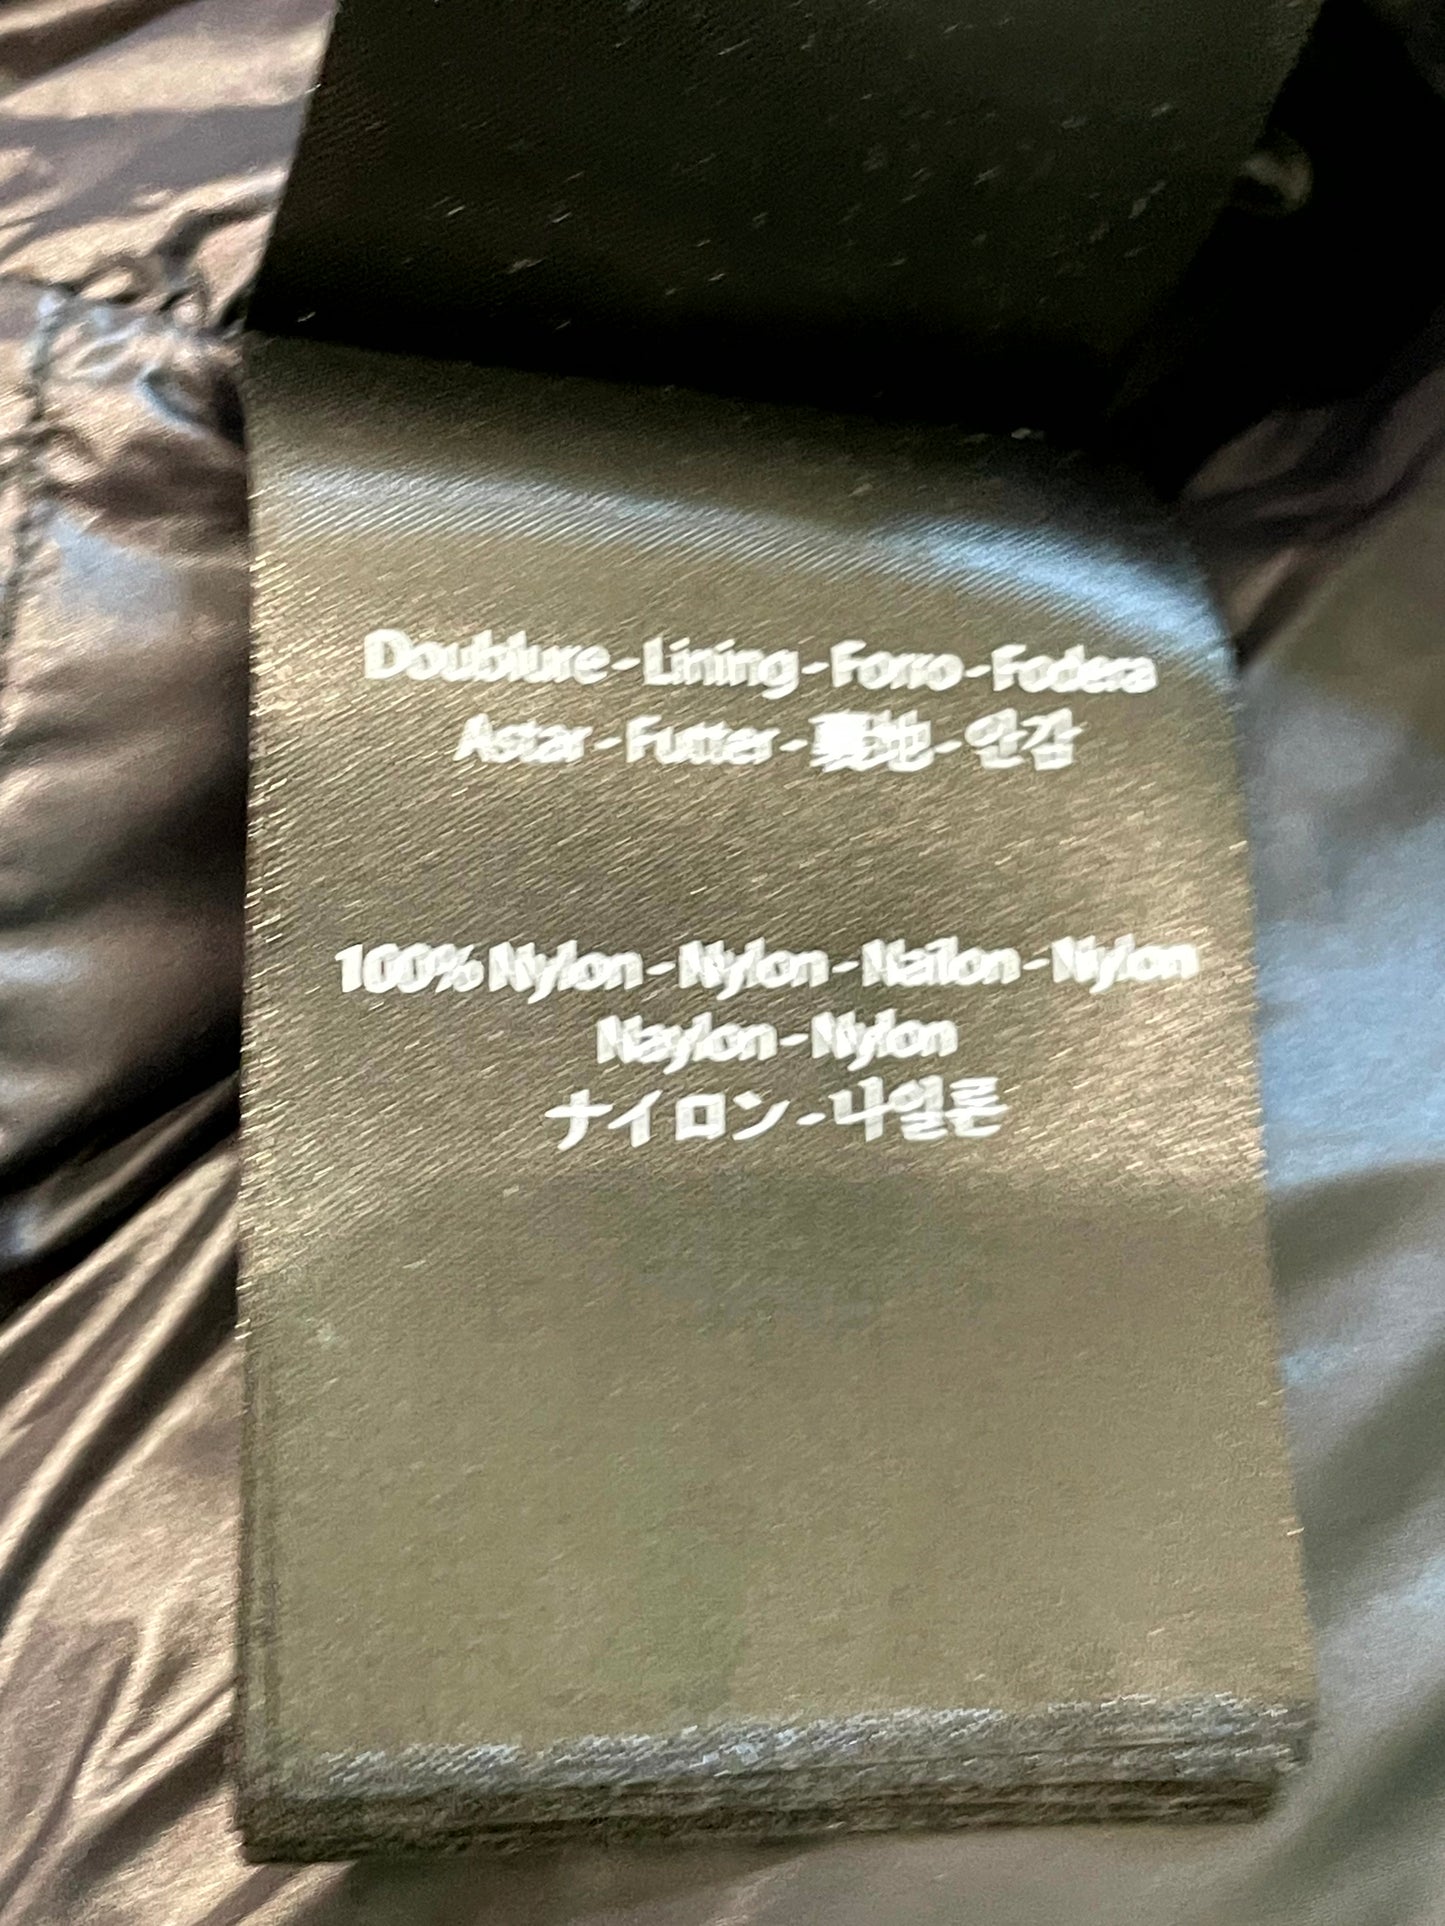 Doublure - Lining - Forro - Fodera
Astar - Futter - 裏地 - 안감
100% Nylon - Nylon - Nailon - Nylon
Naylon - Nylon
ナイロン - 나일론